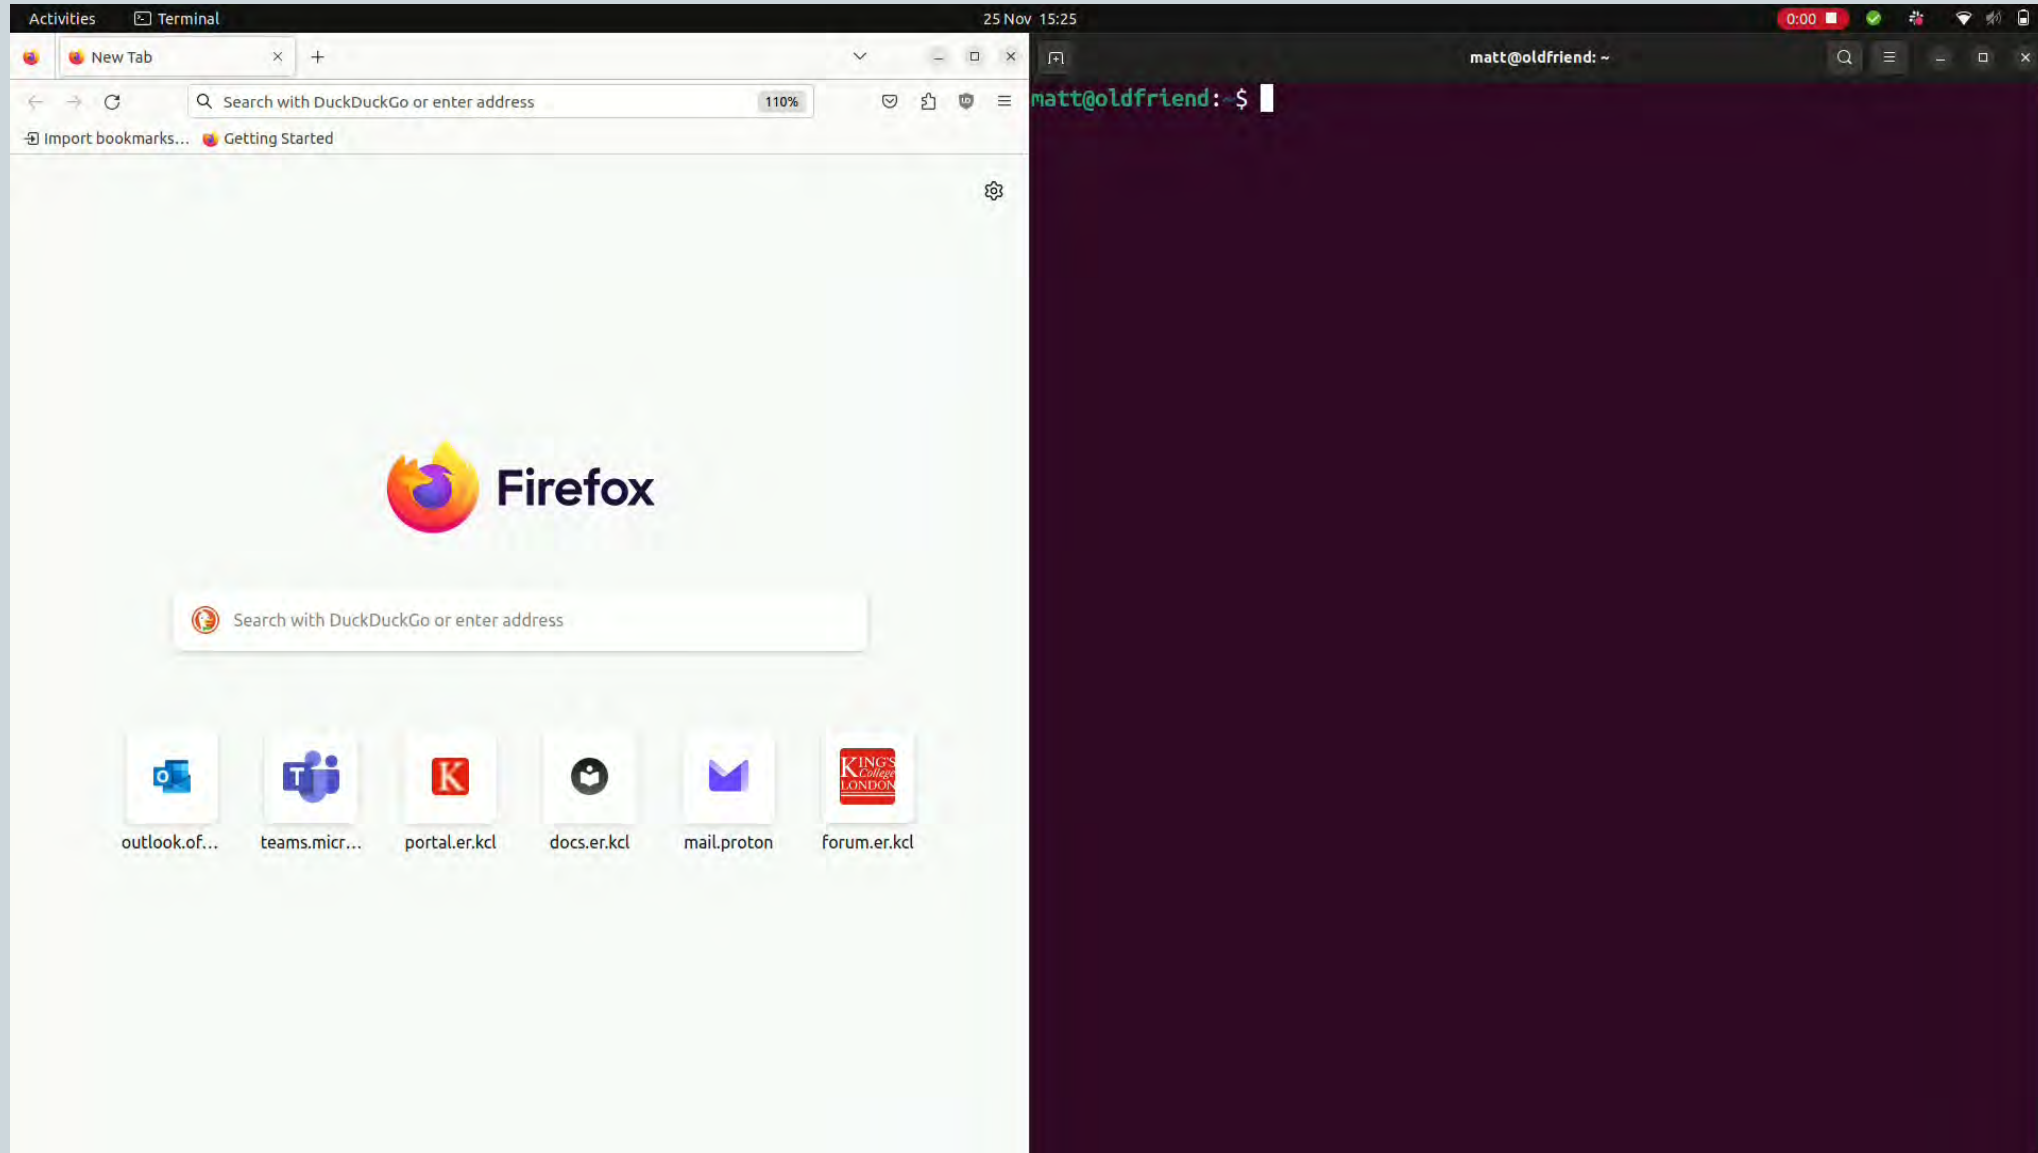 Activities Terminal 25 Nov 15:25 0:00
New Tab
Search with DuckDuckGo or enter address 110%
Import bookmarks... Getting Started
Firefox
Search with DuckDuckGo or enter address
KING'S
College
LONDON
outlook.of... teams.micr... portal.er.kcl docs.er.kcl mail.proton forum.er.kcl
matt@oldfriend: ~
matt@oldfriend:~$